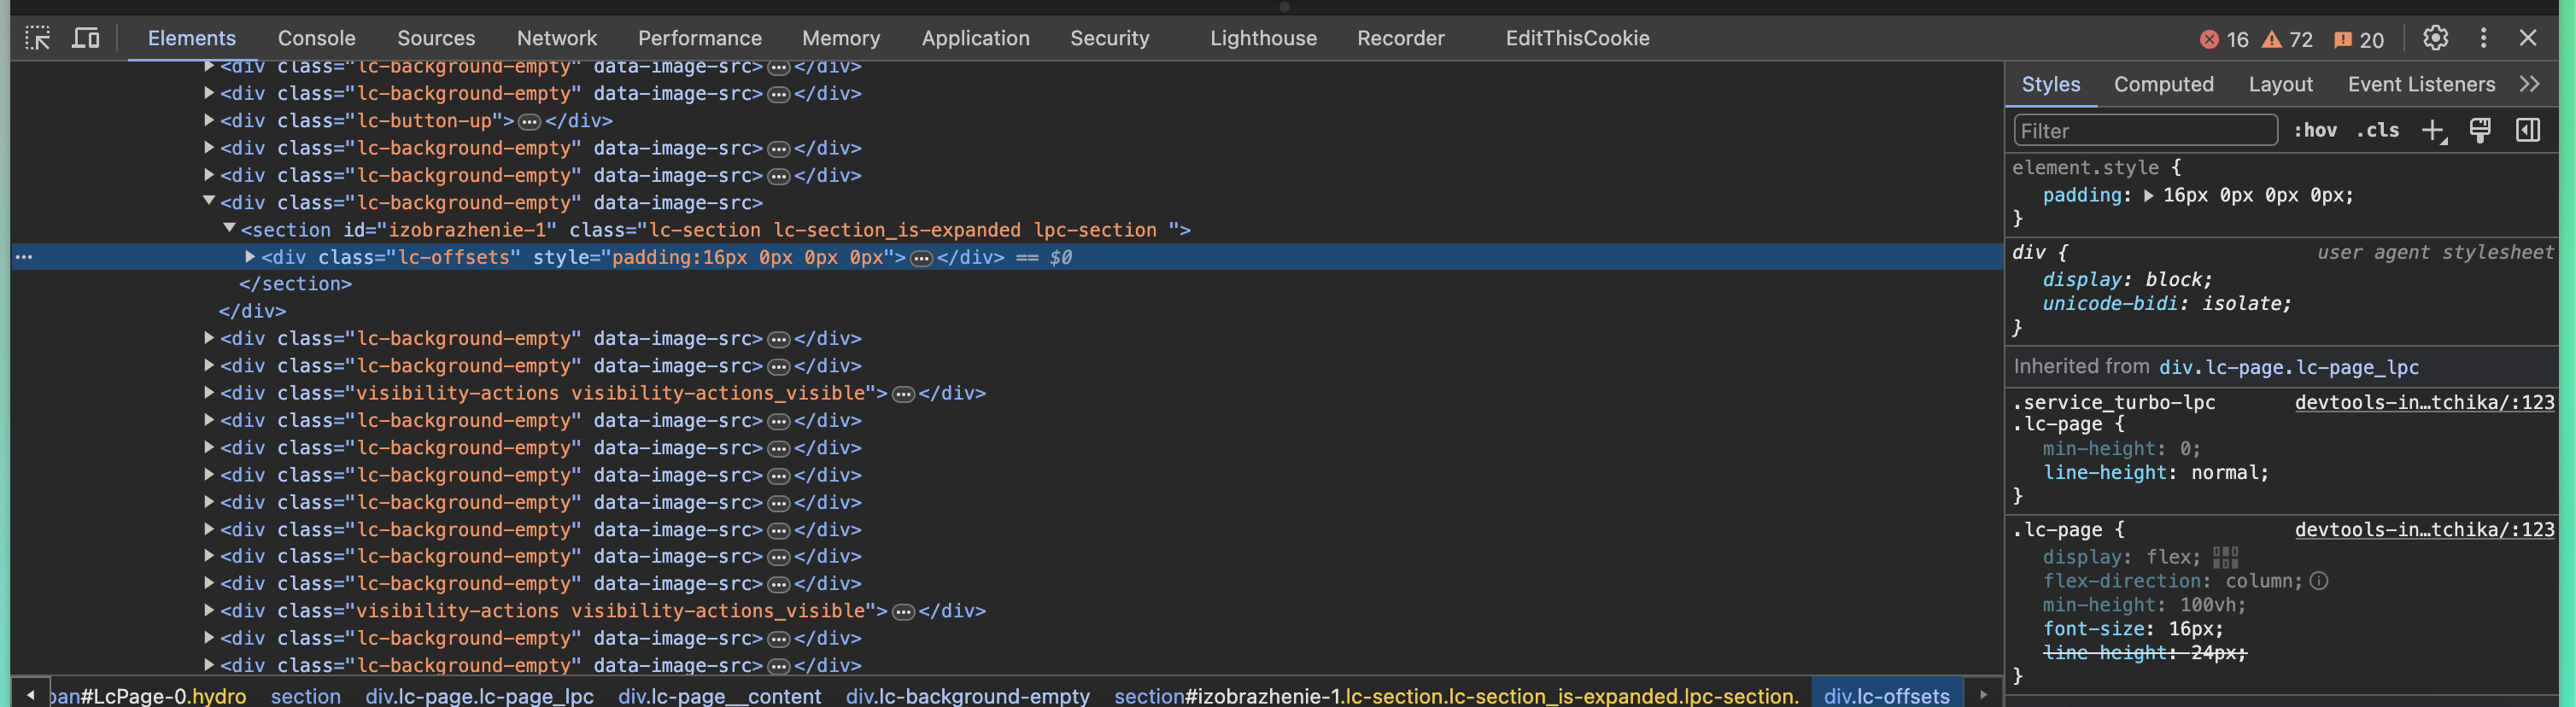 Elements Console Sources Network Performance Memory Application Security Lighthouse Recorder EditThisCookie 16 72 20
<div class="lc-background-empty" data-image-src>…</div>
<div class="lc-background-empty" data-image-src>…</div>
<div class="lc-button-up">…</div>
<div class="lc-background-empty" data-image-src>…</div>
<div class="lc-background-empty" data-image-src>…</div>
<div class="lc-background-empty" data-image-src>
<section id="izobrazhenie-1" class="lc-section lc-section_is-expanded lpc-section ">
… <div class="lc-offsets" style="padding:16px 0px 0px 0px">…</div> == $0
</section>
</div>
<div class="lc-background-empty" data-image-src>…</div>
<div class="lc-background-empty" data-image-src>…</div>
<div class="visibility-actions visibility-actions_visible">…</div>
<div class="lc-background-empty" data-image-src>…</div>
<div class="lc-background-empty" data-image-src>…</div>
<div class="lc-background-empty" data-image-src>…</div>
<div class="lc-background-empty" data-image-src>…</div>
<div class="lc-background-empty" data-image-src>…</div>
<div class="lc-background-empty" data-image-src>…</div>
<div class="lc-background-empty" data-image-src>…</div>
<div class="visibility-actions visibility-actions_visible">…</div>
<div class="lc-background-empty" data-image-src>…</div>
<div class="lc-background-empty" data-image-src>…</div>
#LcPage-0.hydro section div.lc-page.lc-page_lpc div.lc-page__content div.lc-background-empty section#izobrazhenie-1.lc-section.lc-section_is-expanded.lpc-section. div.lc-offsets
Styles Computed Layout Event Listeners
Filter :hov .cls
element.style {
padding: 16px 0px 0px 0px;
}
div { user agent stylesheet
display: block;
unicode-bidi: isolate;
}
Inherited from div.lc-page.lc-page_lpc
.service_turbo-lpc devtools-in…tchika/:123
.lc-page {
min-height: 0;
line-height: normal;
}
.lc-page { devtools-in…tchika/:123
display: flex;
flex-direction: column;
min-height: 100vh;
font-size: 16px;
line-height: 24px;
}